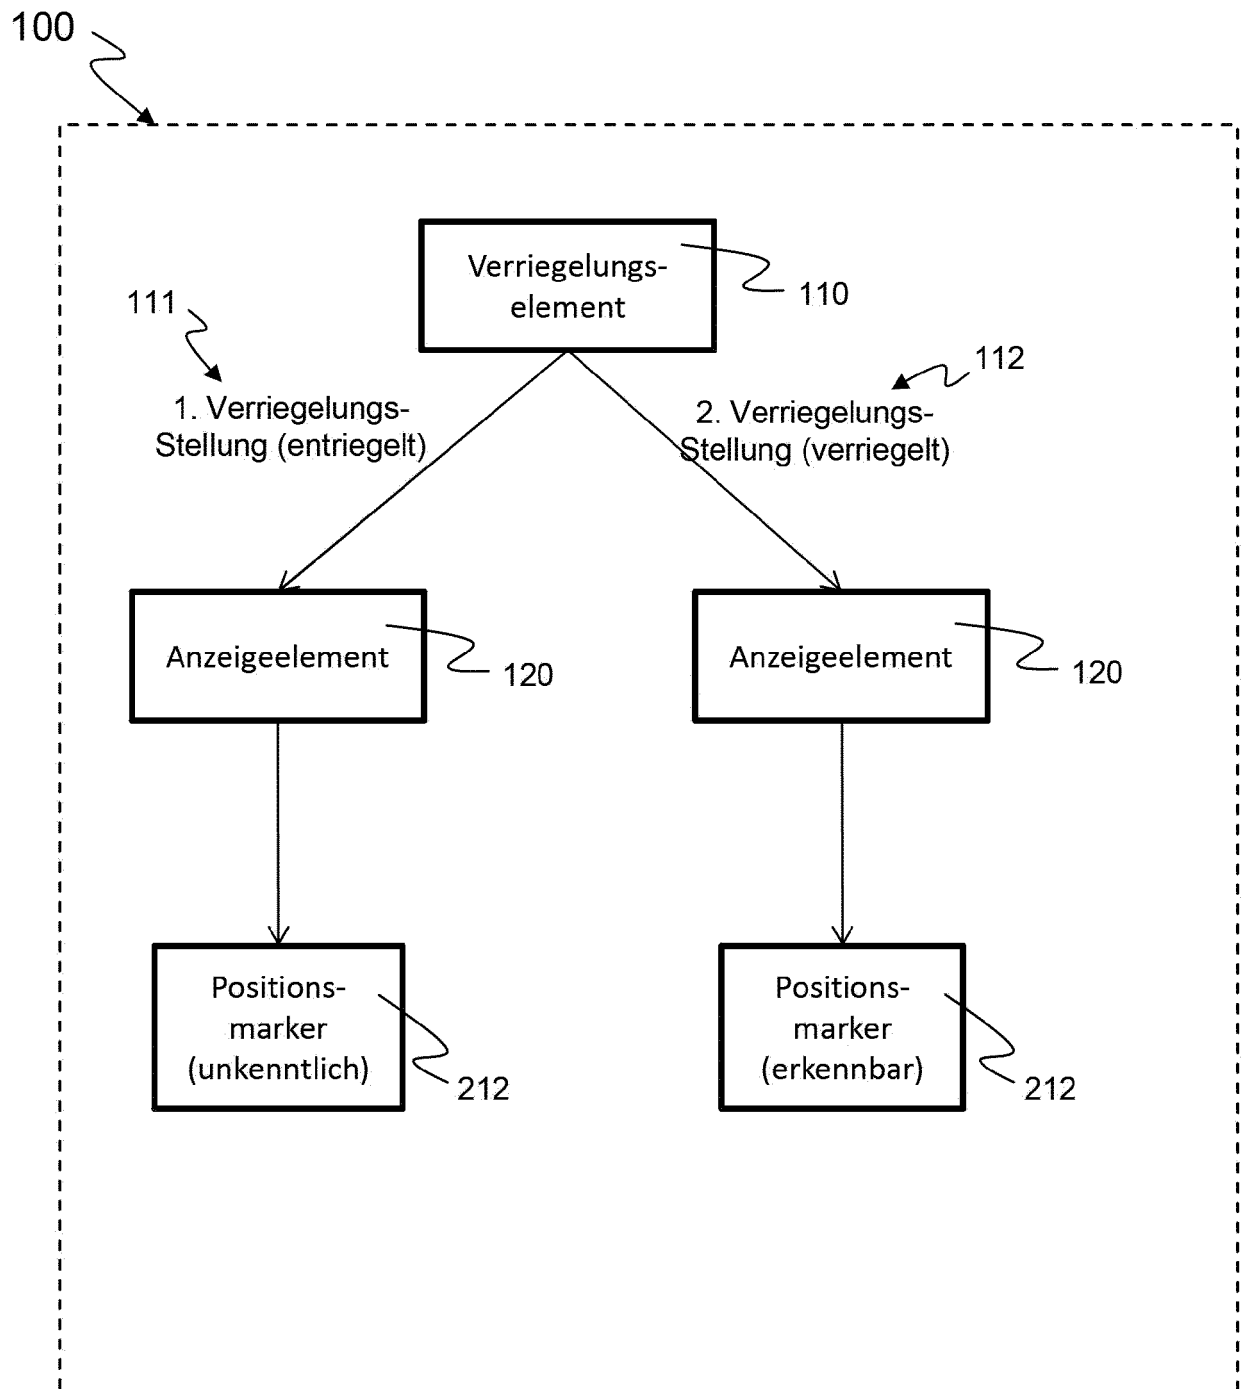 100
Verriegelungs-
element
110
111
112
1. Verriegelungs-
Stellung (entriegelt)
2. Verriegelungs-
Stellung (verriegelt)
Anzeigeelement
120
Anzeigeelement
120
Positions-
marker
(unkenntlich)
212
Positions-
marker
(erkennbar)
212